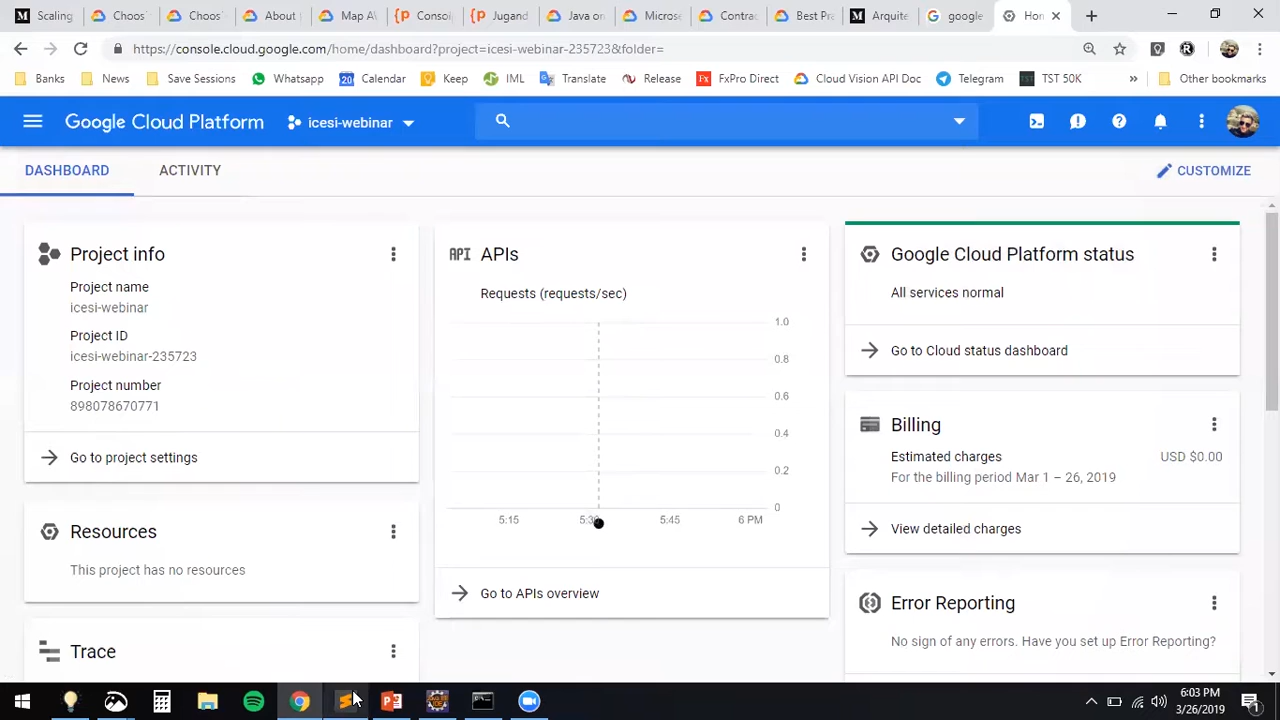 Scaling
Choos
Choos
About
Map A
Consol
Jugand
Java on
Micros
Contra
Best Pr
Arquite
google
Hor
https://console.cloud.google.com/home/dashboard?project=icesi-webinar-235723&folder=
Banks
News
Save Sessions
Whatsapp
Calendar
Keep
IML
Translate
Release
FxPro Direct
Cloud Vision API Doc
Telegram
TST 50K
»
Other bookmarks
Google Cloud Platform
icesi-webinar
DASHBOARD
ACTIVITY
CUSTOMIZE
Project info
Project name
icesi-webinar
Project ID
icesi-webinar-235723
Project number
898078670771
Go to project settings
Resources
This project has no resources
Trace
API APIs
Requests (requests/sec)
1.0
0.8
0.6
0.4
0.2
0
5:15
5:30
5:45
6 PM
Go to APIs overview
Google Cloud Platform status
All services normal
Go to Cloud status dashboard
Billing
Estimated charges
USD $0.00
For the billing period Mar 1 – 26, 2019
View detailed charges
Error Reporting
No sign of any errors. Have you set up Error Reporting?
6:03 PM
3/26/2019